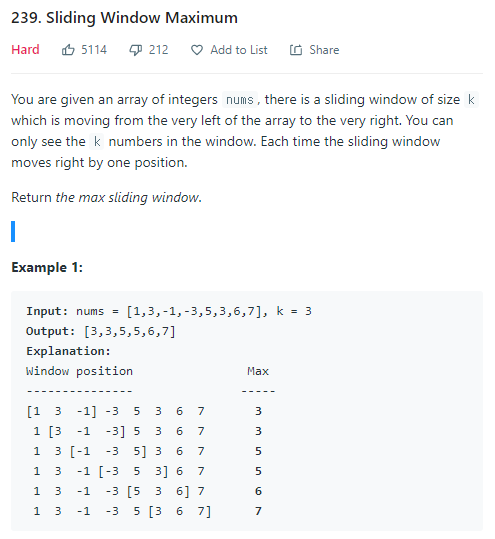 239. Sliding Window Maximum
Hard 5114 212 Add to List Share
You are given an array of integers nums, there is a sliding window of size k
which is moving from the very left of the array to the very right. You can
only see the k numbers in the window. Each time the sliding window
moves right by one position.
Return the max sliding window.
Example 1:
Input: nums = [1,3,-1,-3,5,3,6,7], k = 3
Output: [3,3,5,5,6,7]
Explanation:
Window position                Max
---------------               -----
[1  3  -1] -3  5  3  6  7       3
 1 [3  -1  -3] 5  3  6  7       3
 1  3 [-1  -3  5] 3  6  7       5
 1  3  -1 [-3  5  3] 6  7       5
 1  3  -1  -3 [5  3  6] 7       6
 1  3  -1  -3  5 [3  6  7]      7